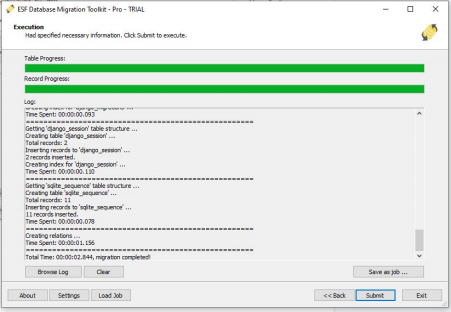 ESF Database Migration Toolkit - Pro - TRIAL
Execution
Had specified necessary information. Click Submit to execute.
Table Progress:
Record Progress:
Log:
Creating index for 'django_migrations' ...
Time Spent: 00:00:00.093
========================================================
Getting 'django_session' table structure ...
Creating table 'django_session' ...
Total records: 2
Inserting records to 'django_session' ...
2 records inserted.
Creating index for 'django_session' ...
Time Spent: 00:00:00.110
========================================================
Getting 'sqlite_sequence' table structure ...
Creating table 'sqlite_sequence' ...
Total records: 11
Inserting records to 'sqlite_sequence' ...
11 records inserted.
Time Spent: 00:00:00.078
========================================================
Creating relations ...
Time Spent: 00:00:01.156
========================================================
Total Time: 00:00:02.844, migration completed!
Browse Log Clear Save as job ...
About Settings Load Job << Back Submit Exit